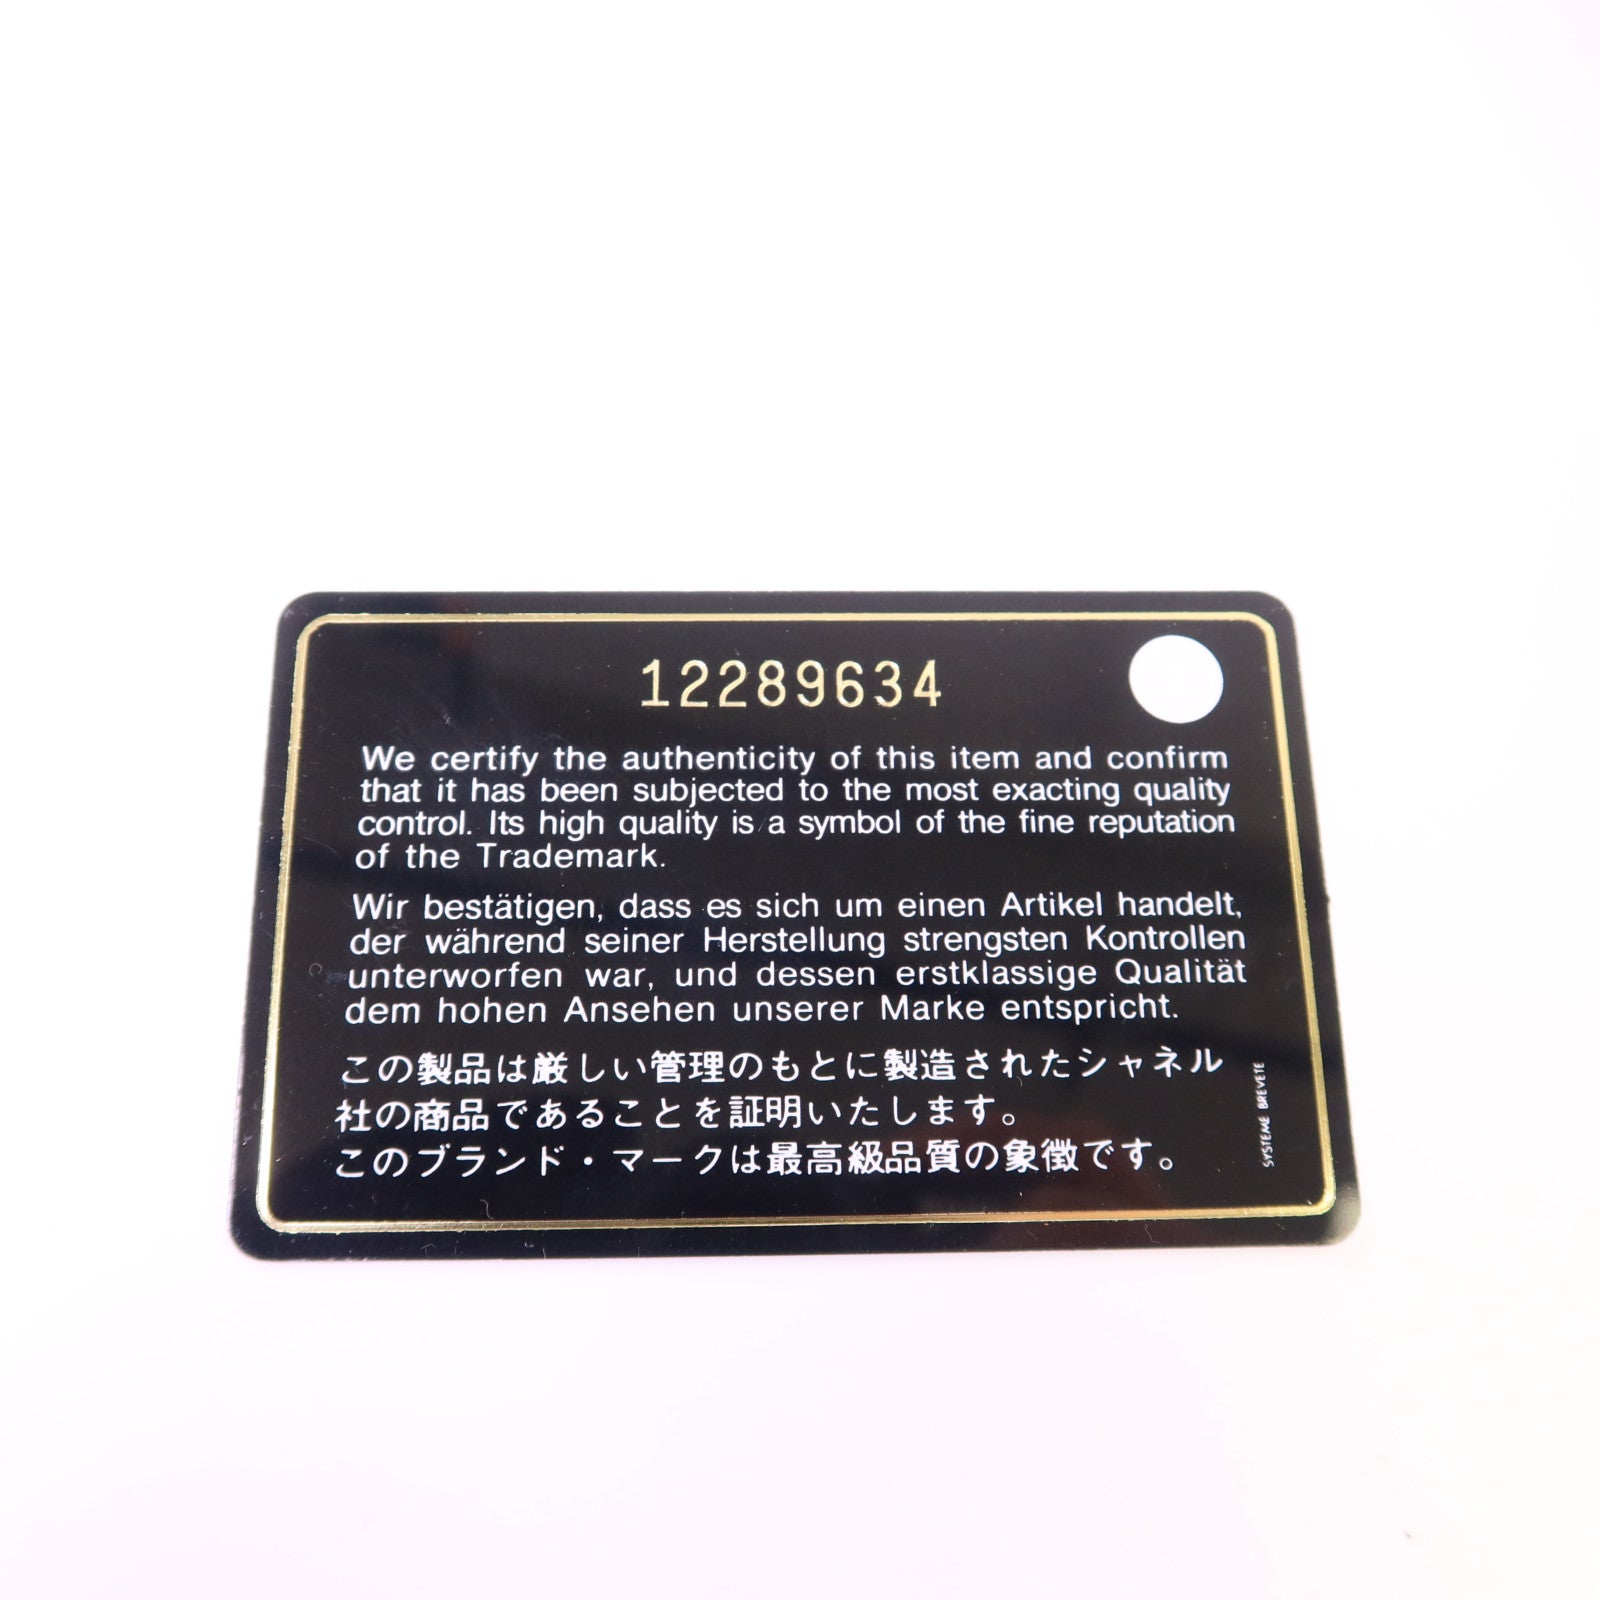 12289634
We certify the authenticity of this item and confirm
that it has been subjected to the most exacting quality
control. Its high quality is a symbol of the fine reputation
of the Trademark.
Wir bestätigen, dass es sich um einen Artikel handelt,
der während seiner Herstellung strengsten Kontrollen
unterworfen war, und dessen erstklassige Qualität
dem hohen Ansehen unserer Marke entspricht.
この製品は厳しい管理のもとに製造されたシャネル
社の商品であることを証明いたします。
このブランド・マークは最高級品質の象徴です。
SYSTEME BREVETE